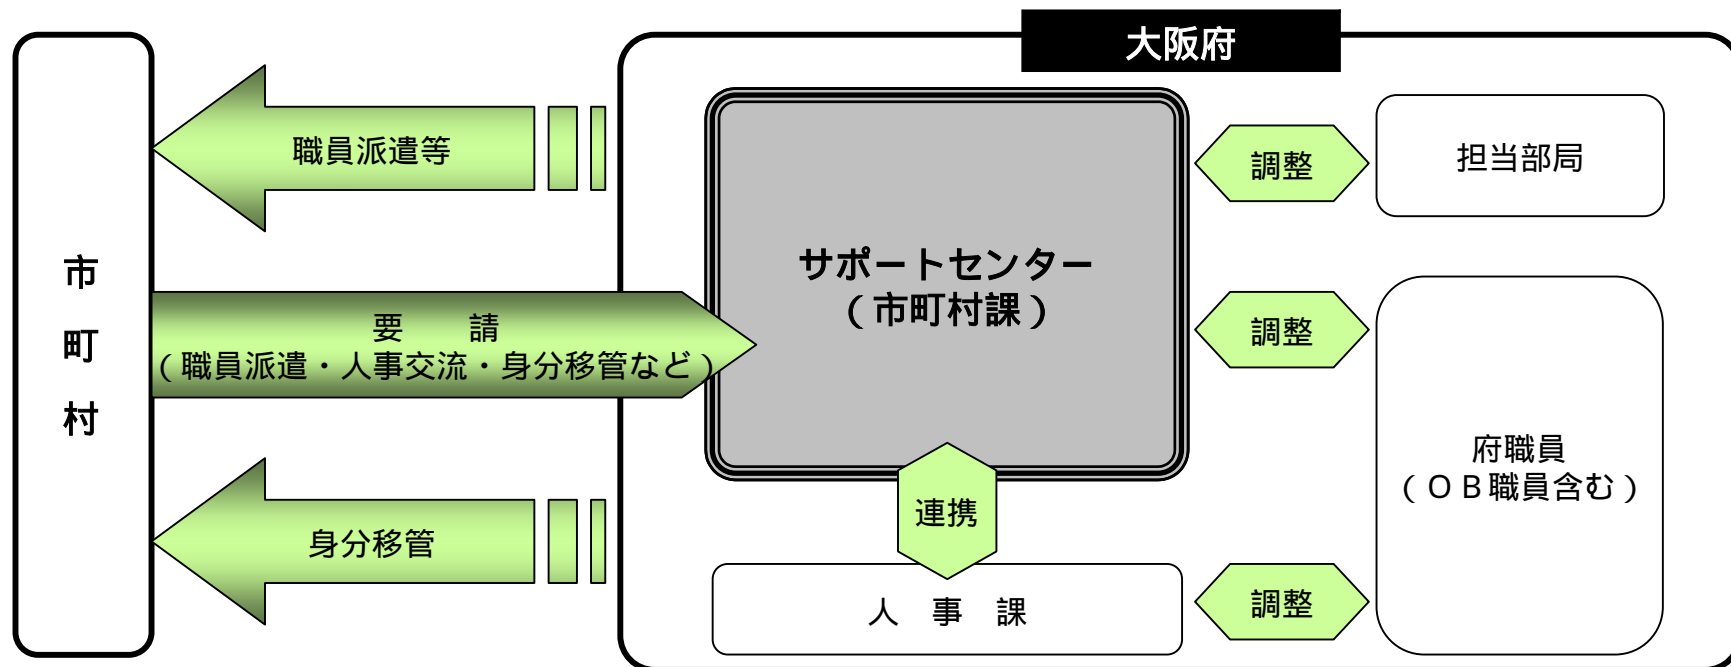 大阪府
市町村
職員派遣等
要　　請
（職員派遣・人事交流・身分移管など）
身分移管
サポートセンター
（市町村課）
連携
人　事　課
調整
担当部局
調整
府職員
（ＯＢ職員含む）
調整